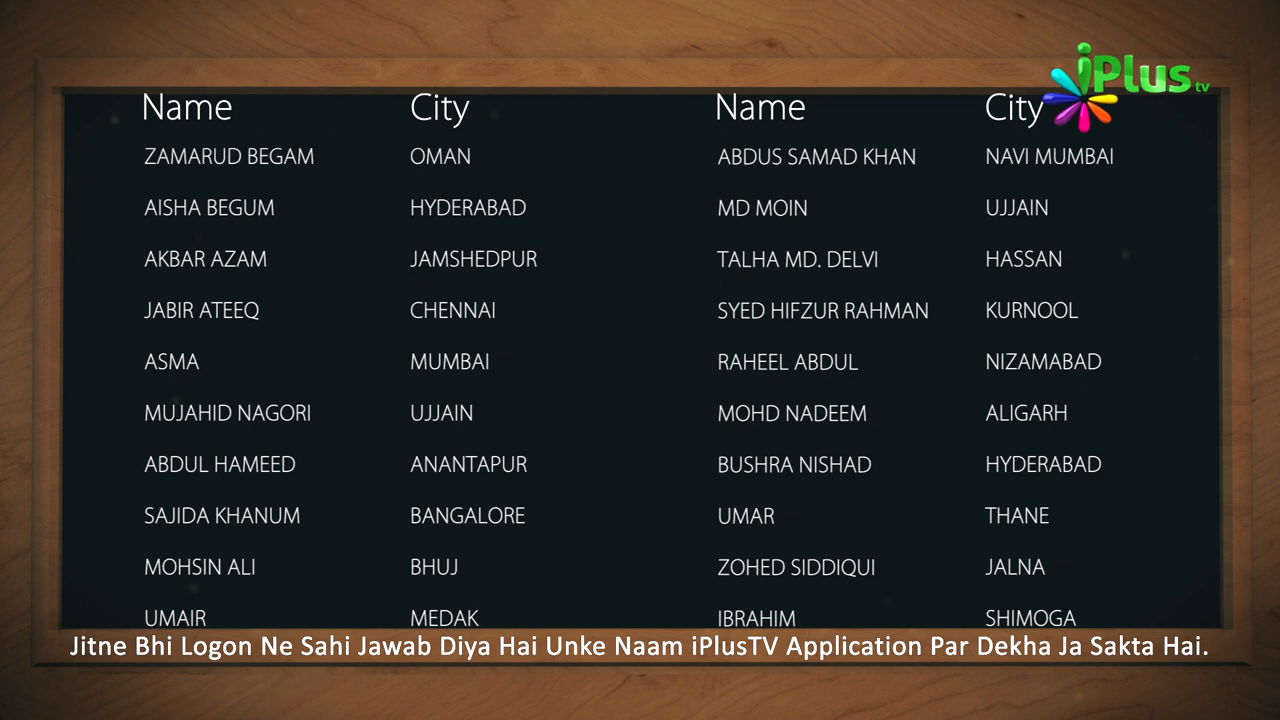 iPlus tv
Name City Name City
ZAMARUD BEGAM OMAN ABDUS SAMAD KHAN NAVI MUMBAI
AISHA BEGUM HYDERABAD MD MOIN UJJAIN
AKBAR AZAM JAMSHEDPUR TALHA MD. DELVI HASSAN
JABIR ATEEQ CHENNAI SYED HIFZUR RAHMAN KURNOOL
ASMA MUMBAI RAHEEL ABDUL NIZAMABAD
MUJAHID NAGORI UJJAIN MOHD NADEEM ALIGARH
ABDUL HAMEED ANANTAPUR BUSHRA NISHAD HYDERABAD
SAJIDA KHANUM BANGALORE UMAR THANE
MOHSIN ALI BHUJ ZOHED SIDDIQUI JALNA
UMAIR MEDAK IBRAHIM SHIMOGA
Jitne Bhi Logon Ne Sahi Jawab Diya Hai Unke Naam iPlusTV Application Par Dekha Ja Sakta Hai.